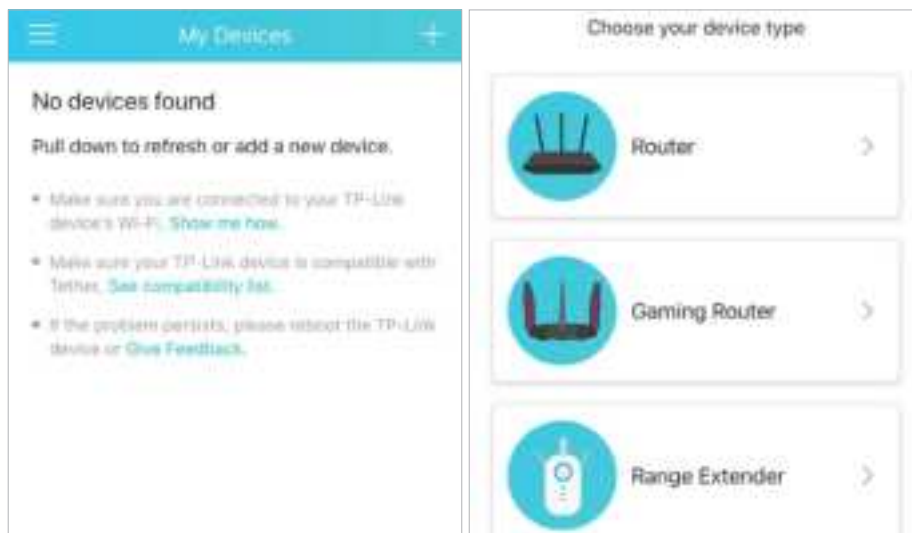 My Devices
No devices found
Pull down to refresh or add a new device.
Make sure you are connected to your TP-Link
device's Wi-Fi. Show me how.
Make sure your TP-Link device is compatible with
Tether. See compatibility list.
If the problem persists, please reboot the TP-Link
device or Give Feedback.
Choose your device type
Router
Gaming Router
Range Extender